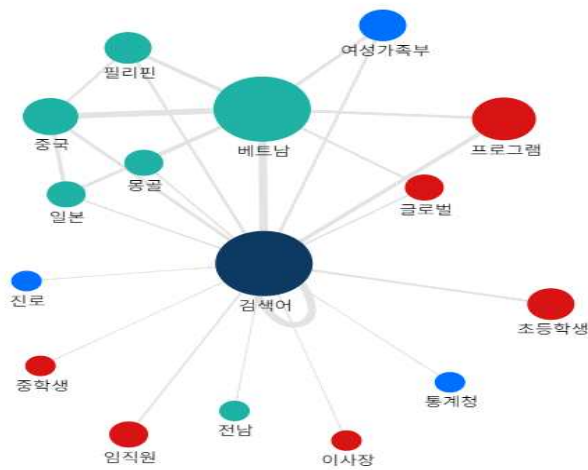 여성가족부
필리핀
베트남
중국
프로그램
몽골
글로벌
일본
검색어
진로
초등학생
중학생
통계청
전남
임직원
이사장